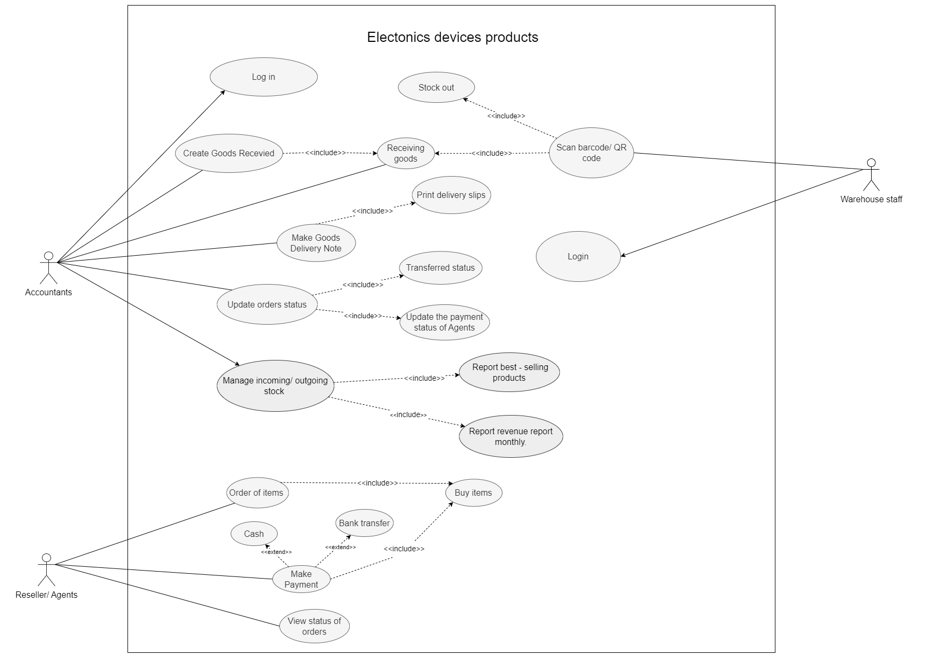 Electonics devices products
Log in
Stock out
<<include>>
Create Goods Recevied
<<include>>
Receiving
goods
<<include>>
Scan barcode/ QR
code
Warehouse staff
Print delivery slips
<<include>>
Make Goods
Delivery Note
Login
Accountants
Transferred status
<<include>>
Update orders status
<<include>>
Update the payment
status of Agents
Report best - selling
products
<<include>>
Manage incoming/ outgoing
stock
<<include>>
Report revenue report
monthly.
Order of items
<<include>>
Buy items
Cash
Bank transfer
<<extend>>
<<extend>>
<<include>>
Make
Payment
Reseller/ Agents
View status of
orders